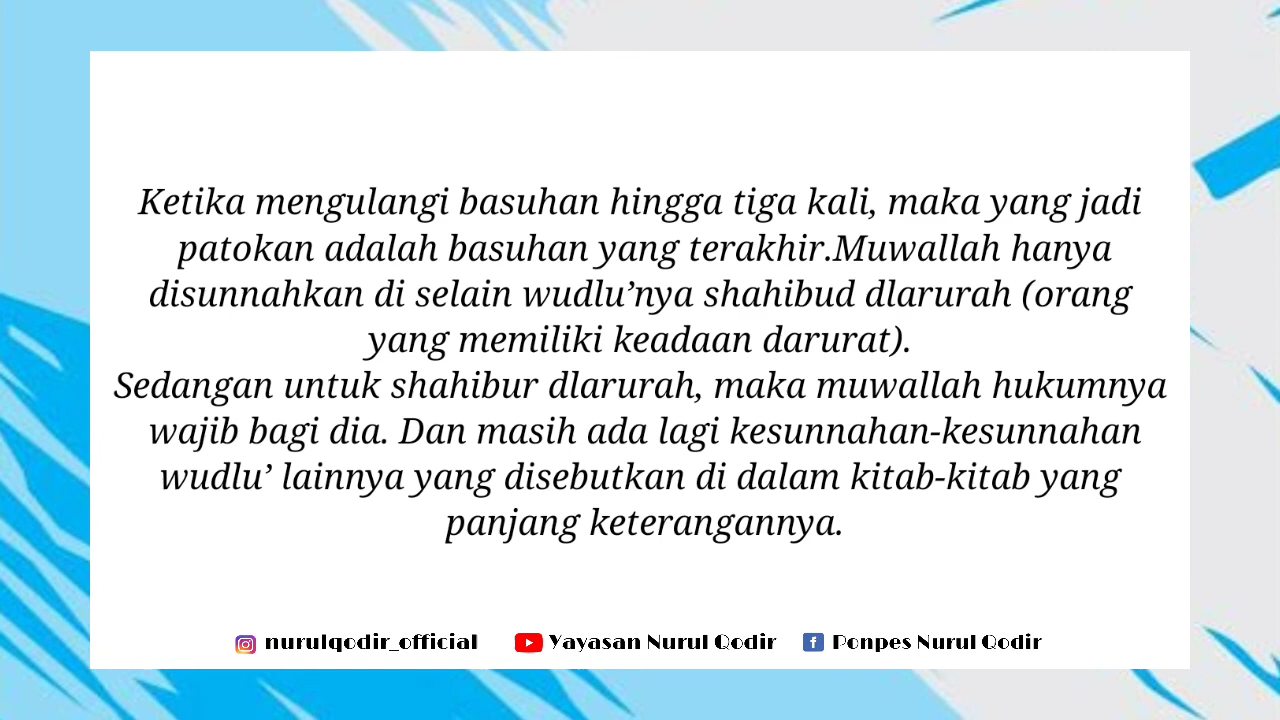 Ketika mengulangi basuhan hingga tiga kali, maka yang jadi
patokan adalah basuhan yang terakhir.Muwallah hanya
disunnahkan di selain wudlu’nya shahibud dlarurah (orang
yang memiliki keadaan darurat).
Sedangan untuk shahibur dlarurah, maka muwallah hukumnya
wajib bagi dia. Dan masih ada lagi kesunnahan-kesunnahan
wudlu’ lainnya yang disebutkan di dalam kitab-kitab yang
panjang keterangannya.
nurulqodir_official Yayasan Nurul Qodir Ponpes Nurul Qodir